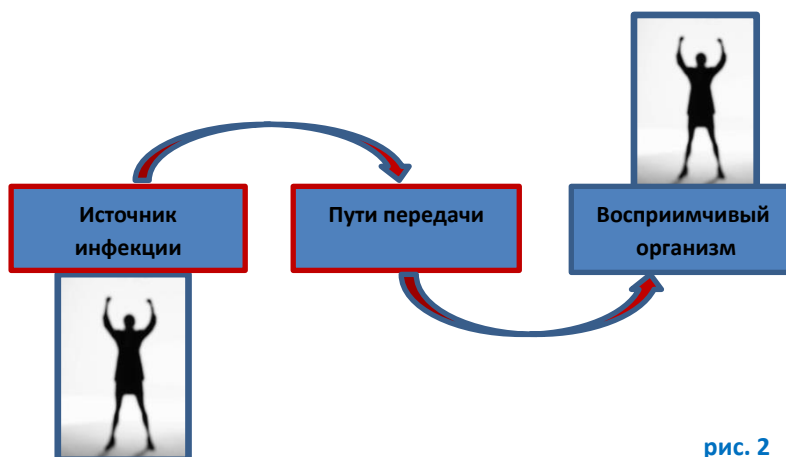 Источник
инфекции
Пути передачи
Восприимчивый
организм
рис. 2